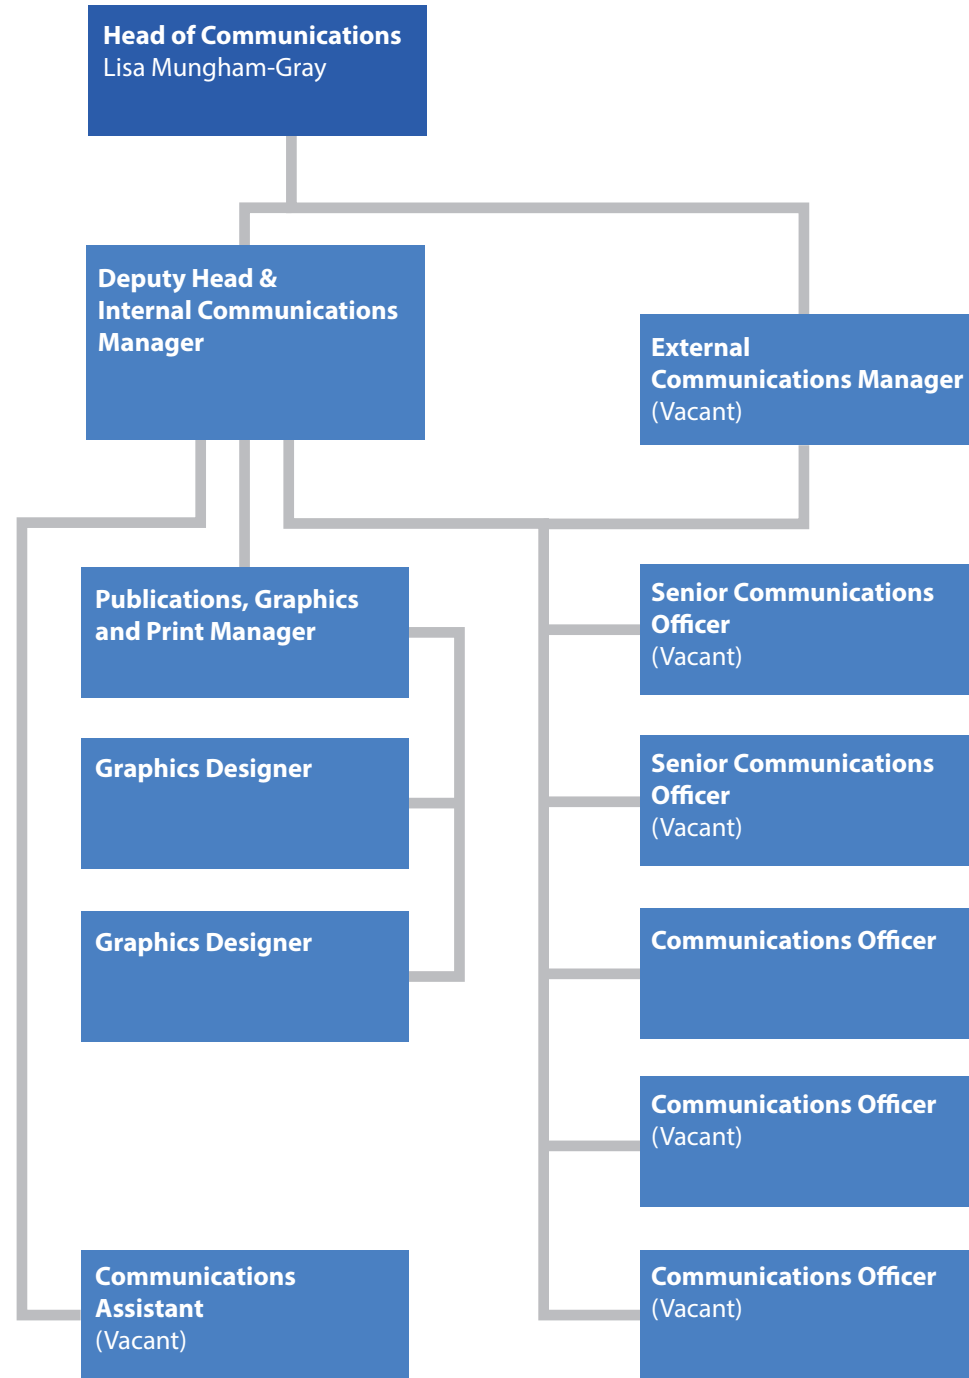 Head of Communications
Lisa Mungham-Gray
Deputy Head &
Internal Communications
Manager
External
Communications Manager
(Vacant)
Publications, Graphics
and Print Manager
Graphics Designer
Graphics Designer
Communications
Assistant
(Vacant)
Senior Communications
Officer
(Vacant)
Senior Communications
Officer
(Vacant)
Communications Officer
Communications Officer
(Vacant)
Communications Officer
(Vacant)